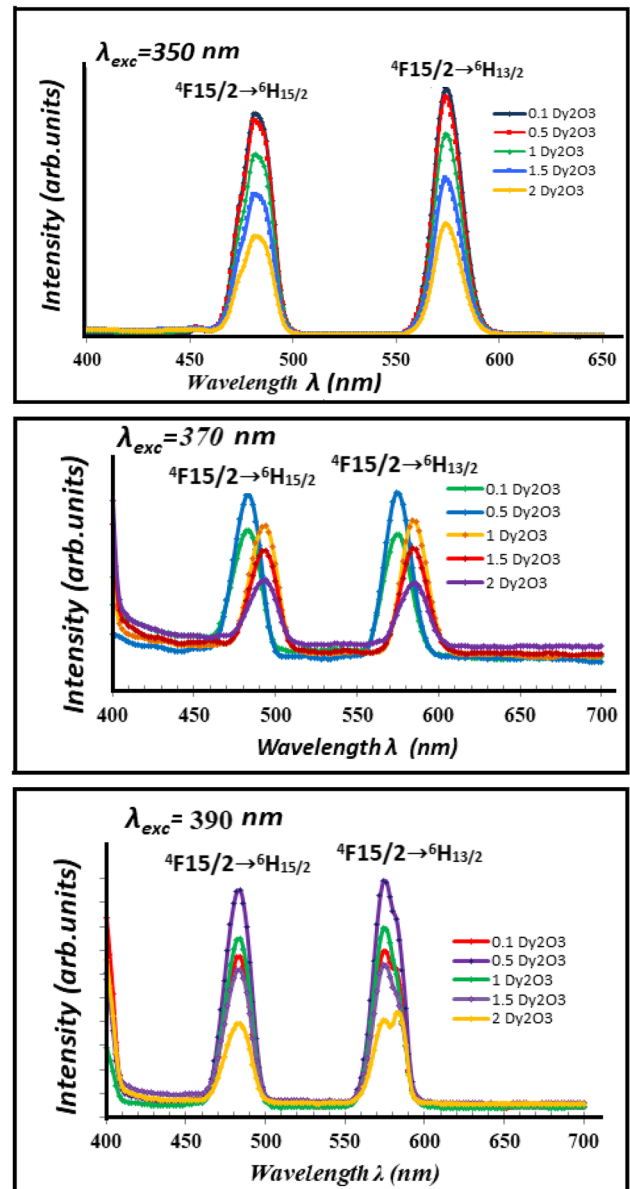 λexc=350 nm
⁴F15/2→⁶H15/2
⁴F15/2→⁶H13/2
0.1 Dy2O3
0.5 Dy2O3
1 Dy2O3
1.5 Dy2O3
2 Dy2O3
Intensity (arb.units)
400 450 500 550 600 650
Wavelength λ (nm)
λexc=370 nm
⁴F15/2→⁶H15/2
⁴F15/2→⁶H13/2
0.1 Dy2O3
0.5 Dy2O3
1 Dy2O3
1.5 Dy2O3
2 Dy2O3
Intensity (arb.units)
400 450 500 550 600 650 700
Wavelength λ (nm)
λexc= 390 nm
⁴F15/2→⁶H15/2
⁴F15/2→⁶H13/2
0.1 Dy2O3
0.5 Dy2O3
1 Dy2O3
1.5 Dy2O3
2 Dy2O3
Intensity (arb.units)
400 450 500 550 600 650 700
Wavelength λ (nm)